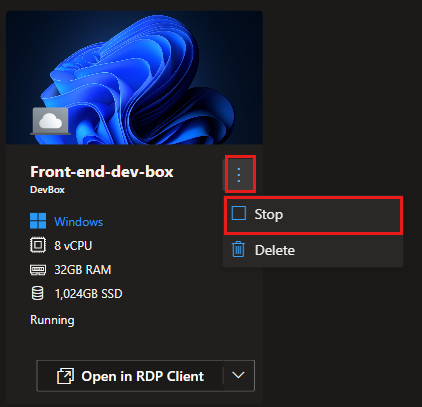 Front-end-dev-box
DevBox
Stop
Windows
8 vCPU
Delete
32GB RAM
1,024GB SSD
Running
Open in RDP Client